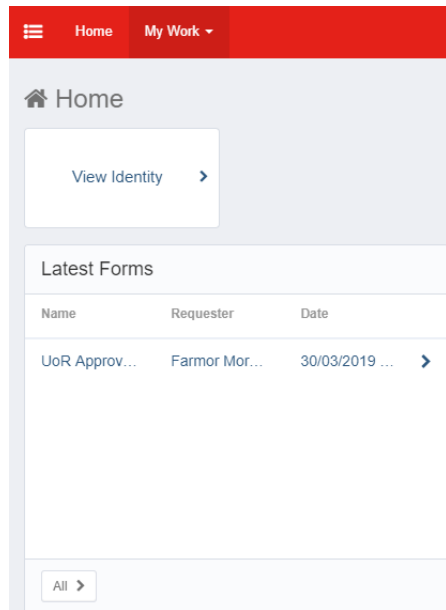 Home My Work
Home
View Identity
Latest Forms
Name Requester Date
UoR Approv... Farmor Mor... 30/03/2019 ...
All